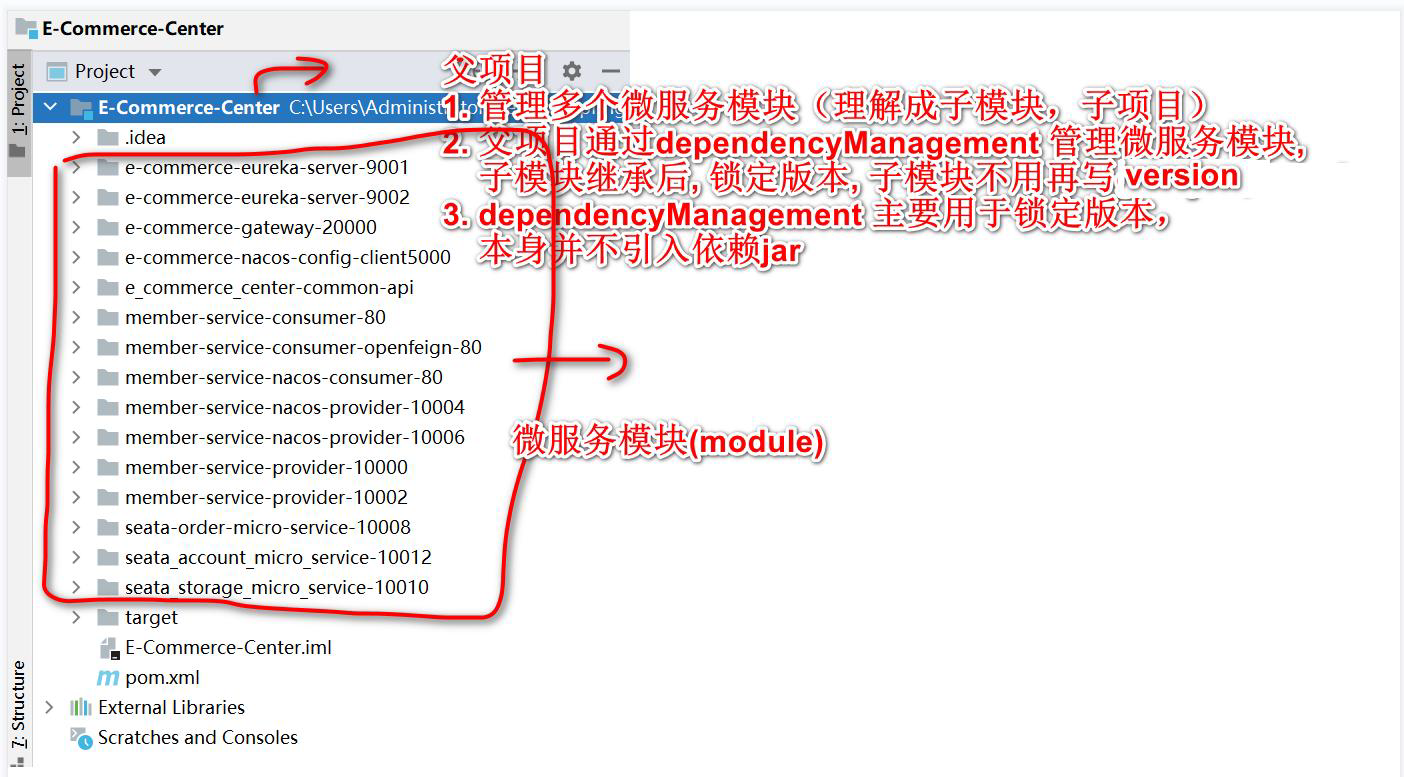 E-Commerce-Center
1: Project
Project
父项目
E-Commerce-Center C:\Users\Administrato
1. 管理多个微服务模块（理解成子模块，子项目）
.idea
2. 父项目通过dependencyManagement 管理微服务模块,
e-commerce-eureka-server-9001
子模块继承后, 锁定版本, 子模块不用再写 version
e-commerce-eureka-server-9002
3. dependencyManagement 主要用于锁定版本，
e-commerce-gateway-20000
本身并不引入依赖jar
e-commerce-nacos-config-client5000
e_commerce_center-common-api
member-service-consumer-80
member-service-consumer-openfeign-80
member-service-nacos-consumer-80
member-service-nacos-provider-10004
member-service-nacos-provider-10006
微服务模块(module)
member-service-provider-10000
member-service-provider-10002
seata-order-micro-service-10008
seata_account_micro_service-10012
seata_storage_micro_service-10010
target
E-Commerce-Center.iml
pom.xml
External Libraries
Scratches and Consoles
7: Structure